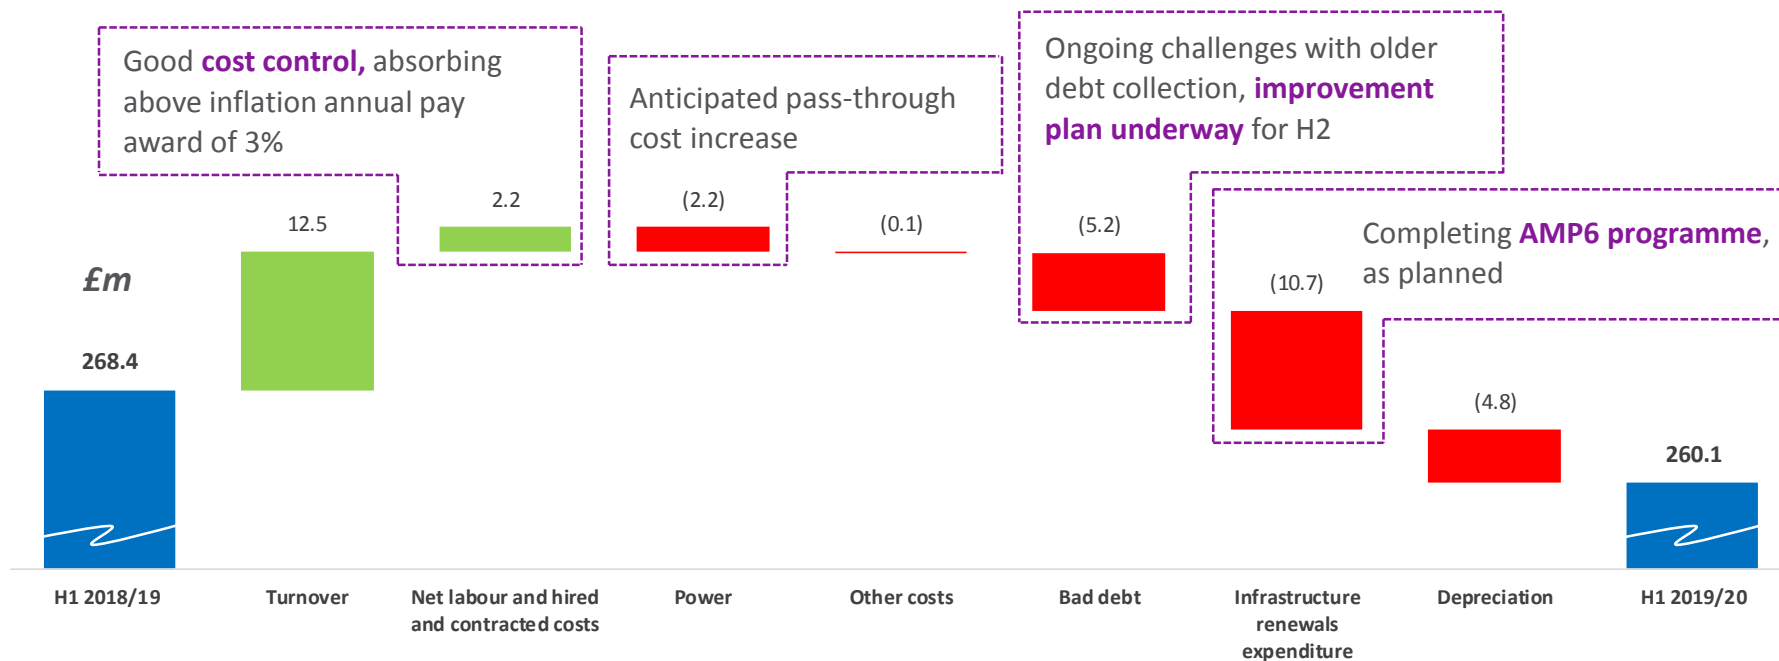 Good cost control, absorbing
above inflation annual pay
award of 3%
Anticipated pass-through
cost increase
Ongoing challenges with older
debt collection, improvement
plan underway for H2
Completing AMP6 programme,
as planned
£m
268.4
12.5
2.2
(2.2)
(0.1)
(5.2)
(10.7)
(4.8)
260.1
H1 2018/19
Turnover
Net labour and hired
and contracted costs
Power
Other costs
Bad debt
Infrastructure
renewals
expenditure
Depreciation
H1 2019/20